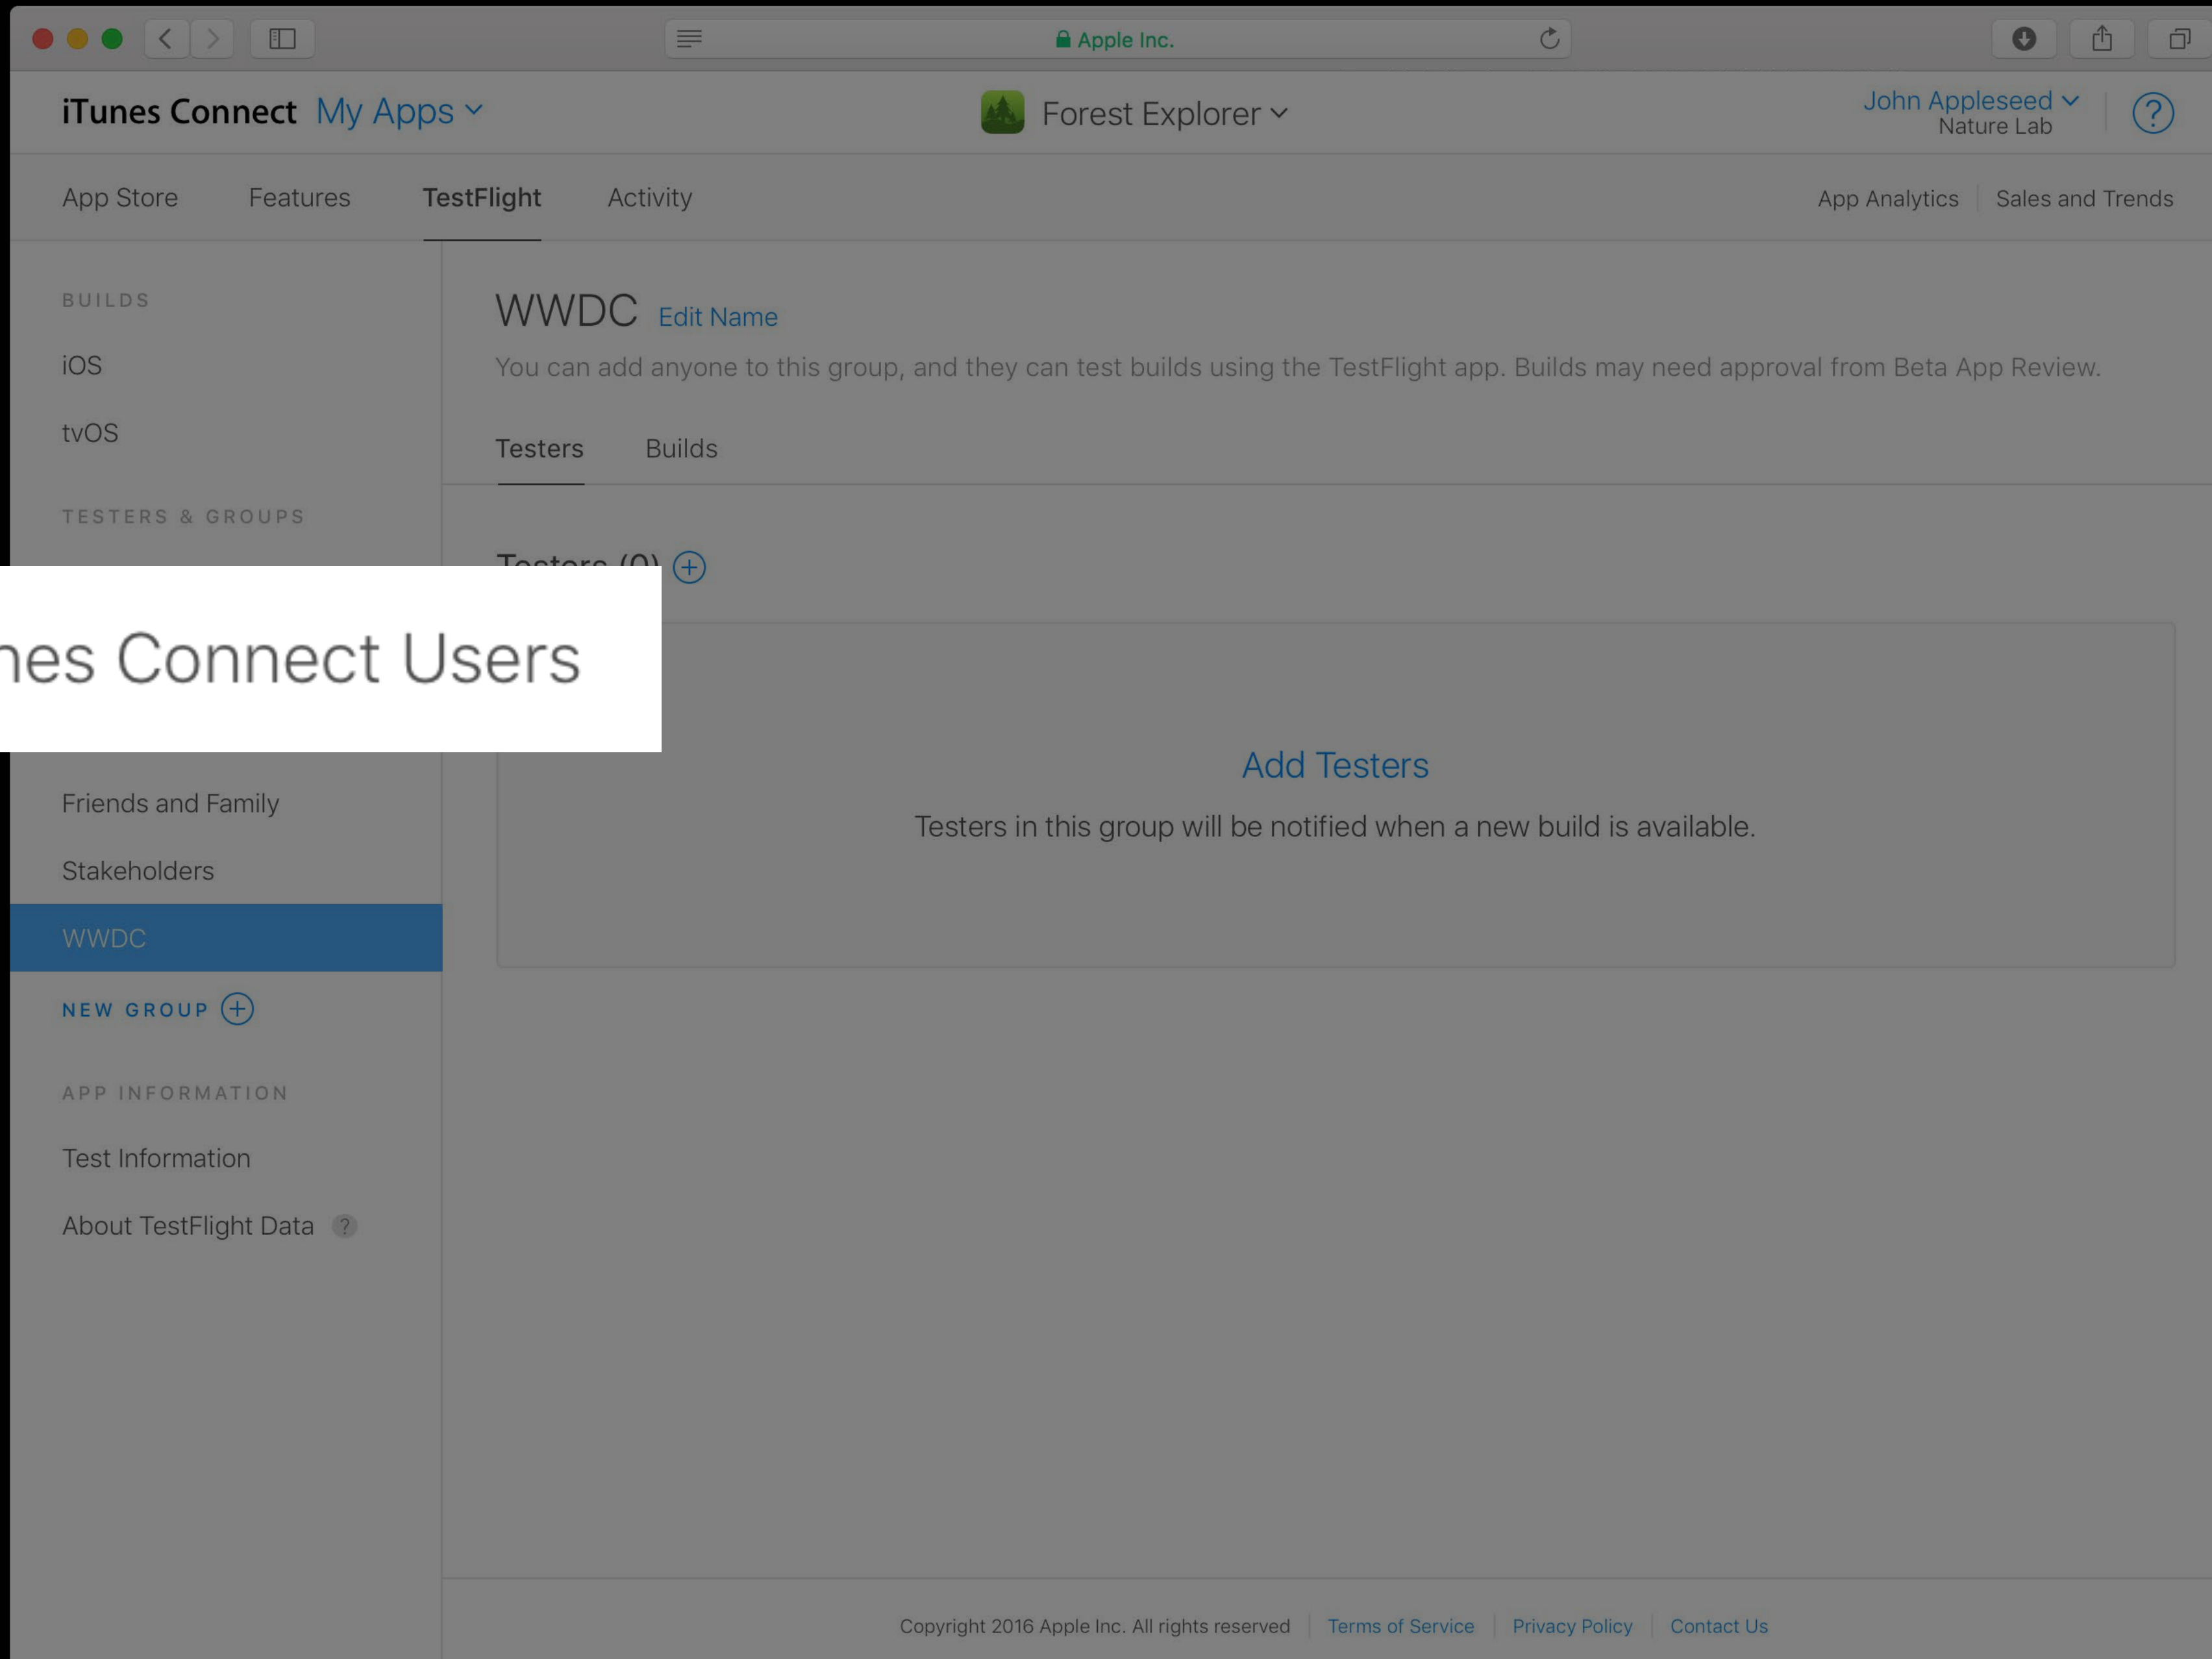 Apple Inc.
iTunes Connect My Apps
Forest Explorer
John Appleseed
Nature Lab
?
App Store Features TestFlight Activity
App Analytics Sales and Trends
BUILDS
iOS
tvOS
TESTERS & GROUPS
nes Connect Users
Friends and Family
Stakeholders
WWDC
NEW GROUP
APP INFORMATION
Test Information
About TestFlight Data ?
WWDC Edit Name
You can add anyone to this group, and they can test builds using the TestFlight app. Builds may need approval from Beta App Review.
Testers Builds
Testers (0)
Add Testers
Testers in this group will be notified when a new build is available.
Copyright 2016 Apple Inc. All rights reserved Terms of Service Privacy Policy Contact Us